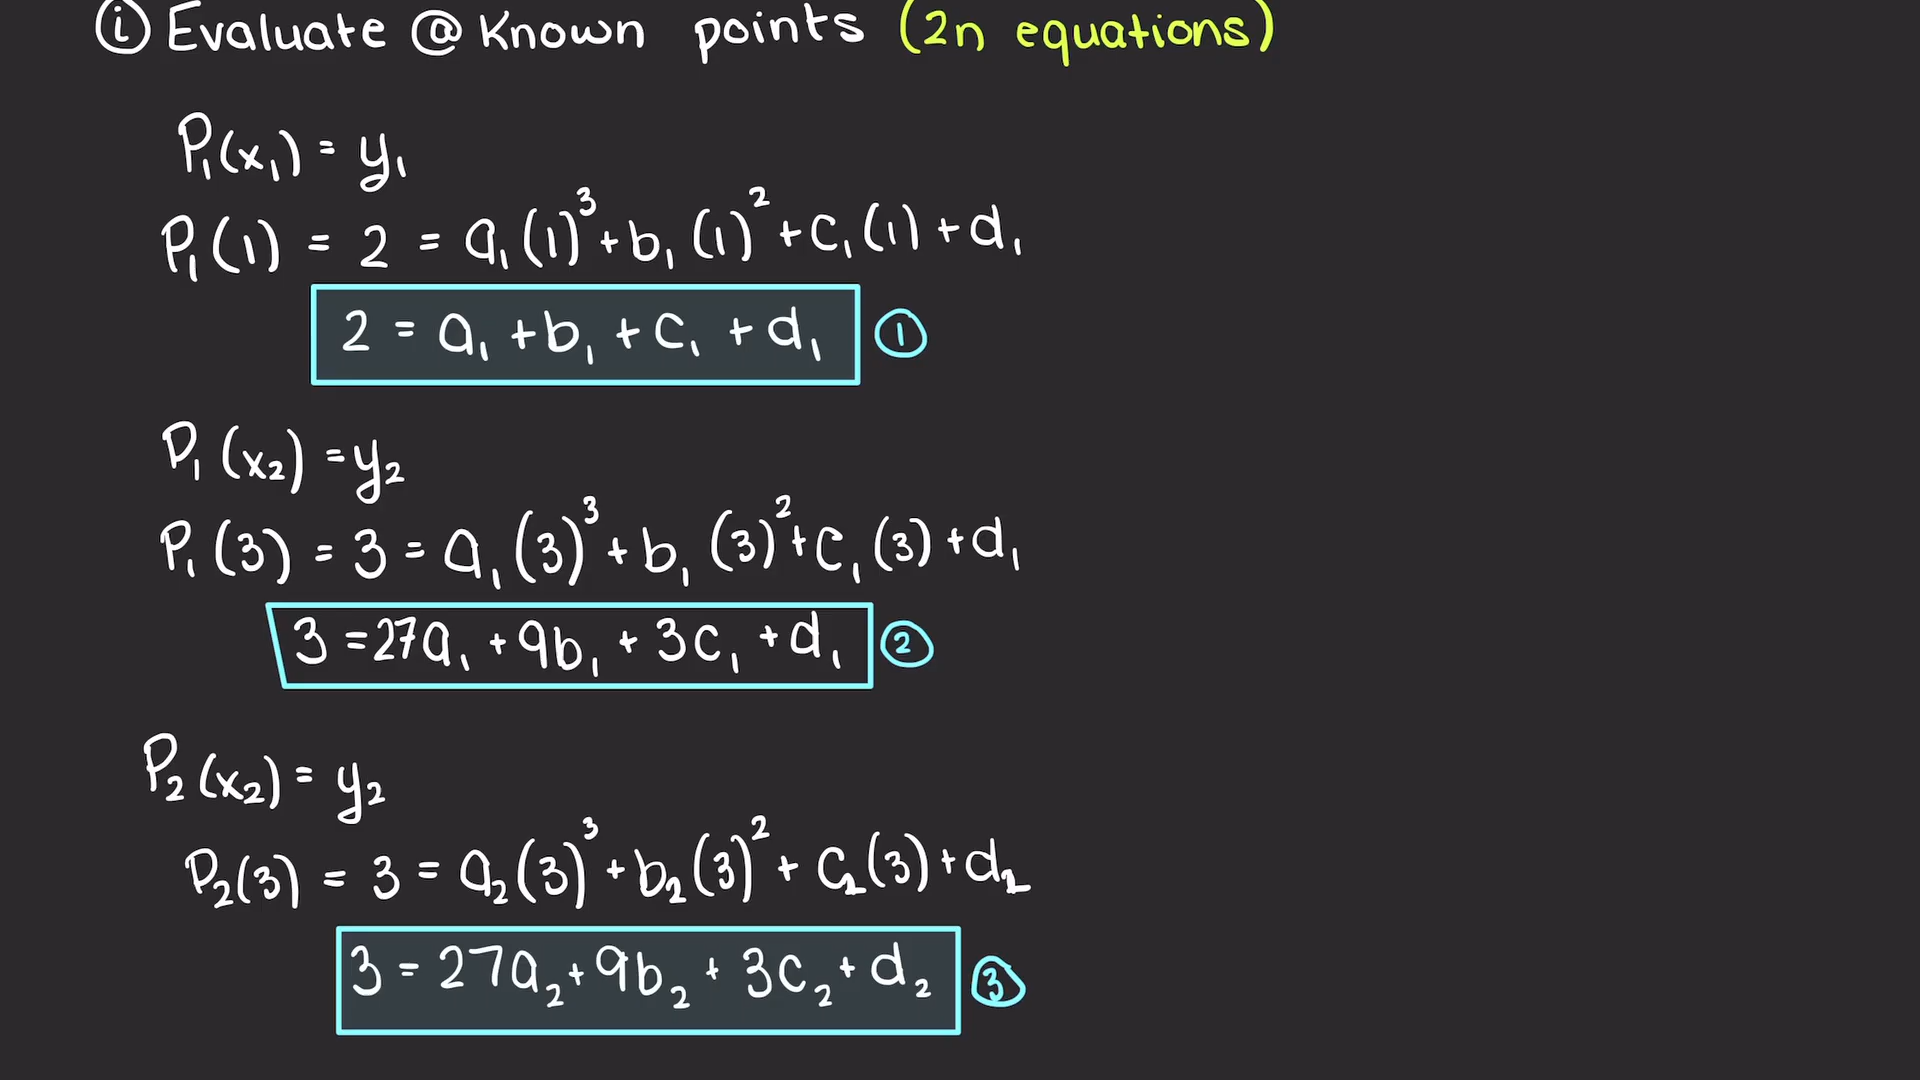 ⓘ Evaluate @ Known points (2n equations)
P₁(x₁) = y₁
P₁(1) = 2 = a₁(1)³+b₁(1)²+c₁(1)+d₁
2 = a₁+b₁+c₁+d₁ ①
P₁(x₂) = y₂
P₁(3) = 3 = a₁(3)³+b₁(3)²+c₁(3)+d₁
3 = 27a₁+9b₁+3c₁+d₁ ②
P₂(x₂) = y₂
P₂(3) = 3 = a₂(3)³+b₂(3)²+c₂(3)+d₂
3 = 27a₂+9b₂+3c₂+d₂ ③